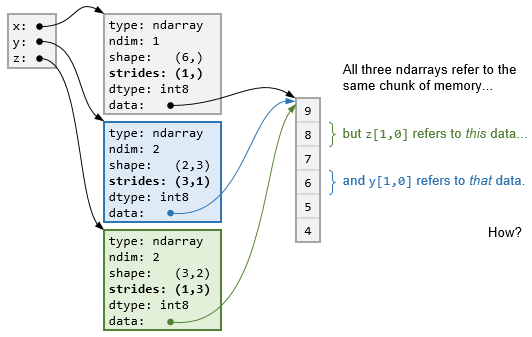 x:
y:
z:
type: ndarray
ndim: 1
shape: (6,)
strides: (1,)
dtype: int8
data:
type: ndarray
ndim: 2
shape: (2,3)
strides: (3,1)
dtype: int8
data:
type: ndarray
ndim: 2
shape: (3,2)
strides: (1,3)
dtype: int8
data:
9
8
7
6
5
4
All three ndarrays refer to the
same chunk of memory...
but z[1,0] refers to this data...
and y[1,0] refers to that data.
How?